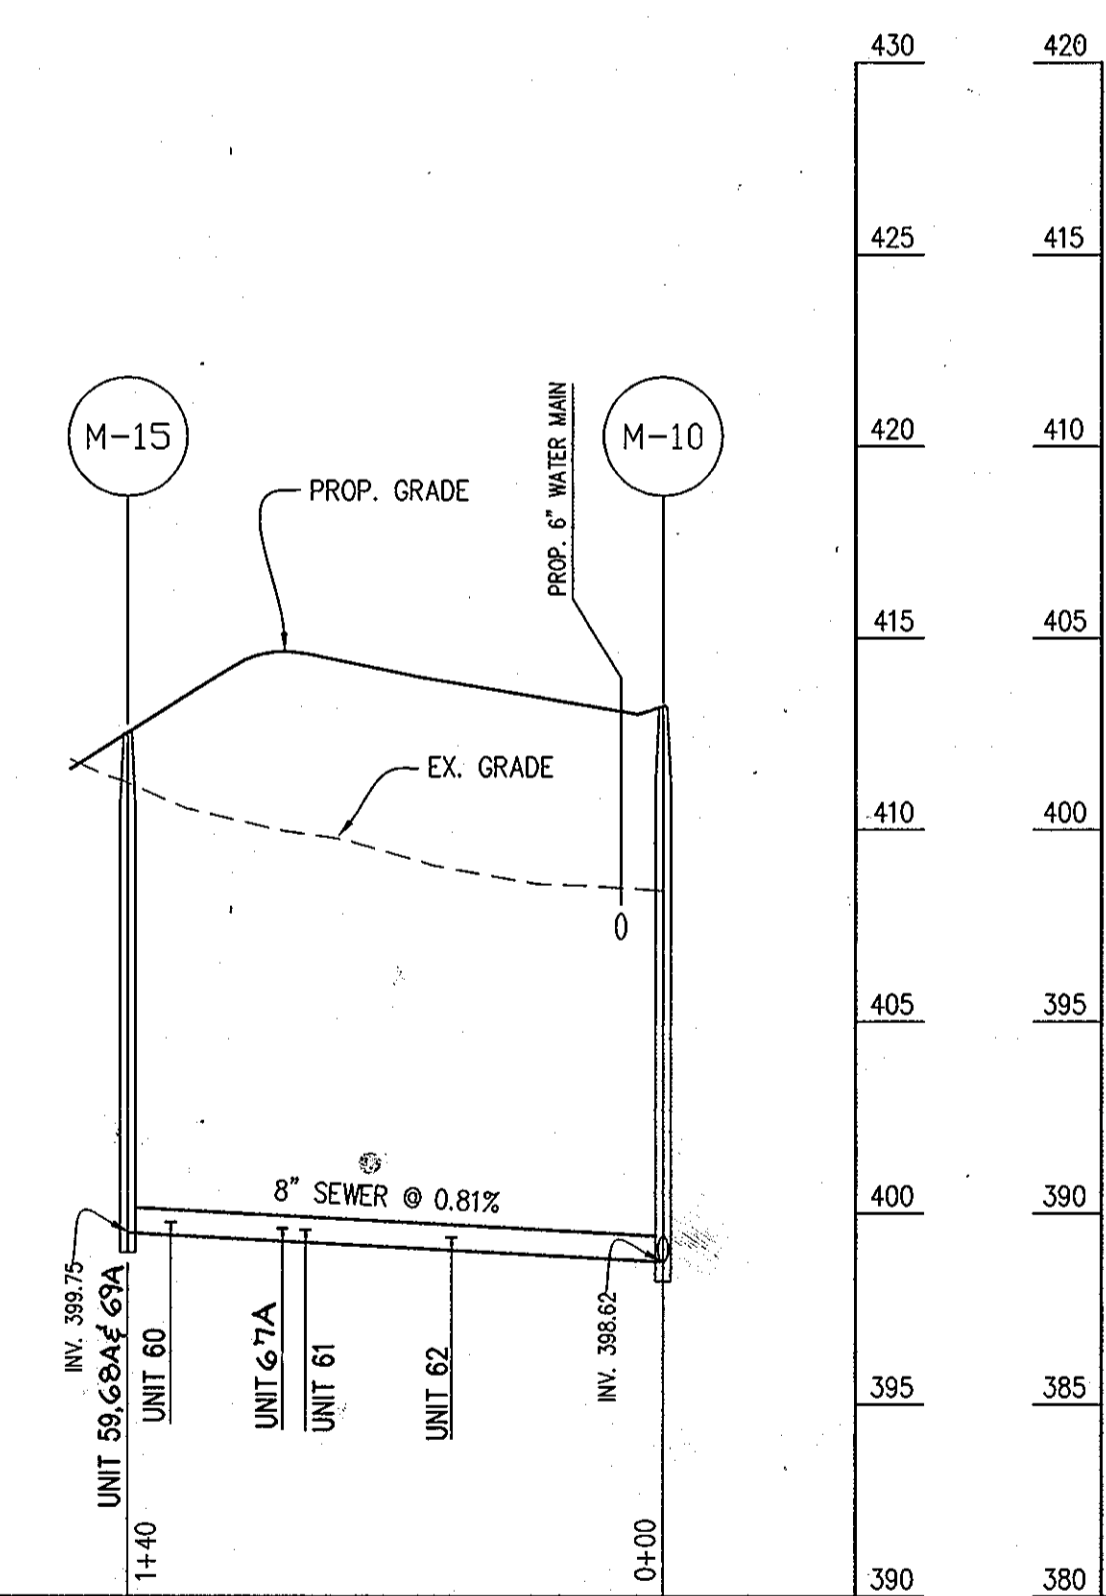 430
420
425
415
M-15
M-10
420
410
PROP. GRADE
PROP. 6" WATER MAIN
415
405
EX. GRADE
410
400
405
395
8" SEWER @ 0.81%
400
390
INV. 399.75
UNIT 59,68A & 69A
UNIT 60
UNIT 67A
UNIT 61
UNIT 62
INV. 398.62
395
385
1+40
0+00
390
380